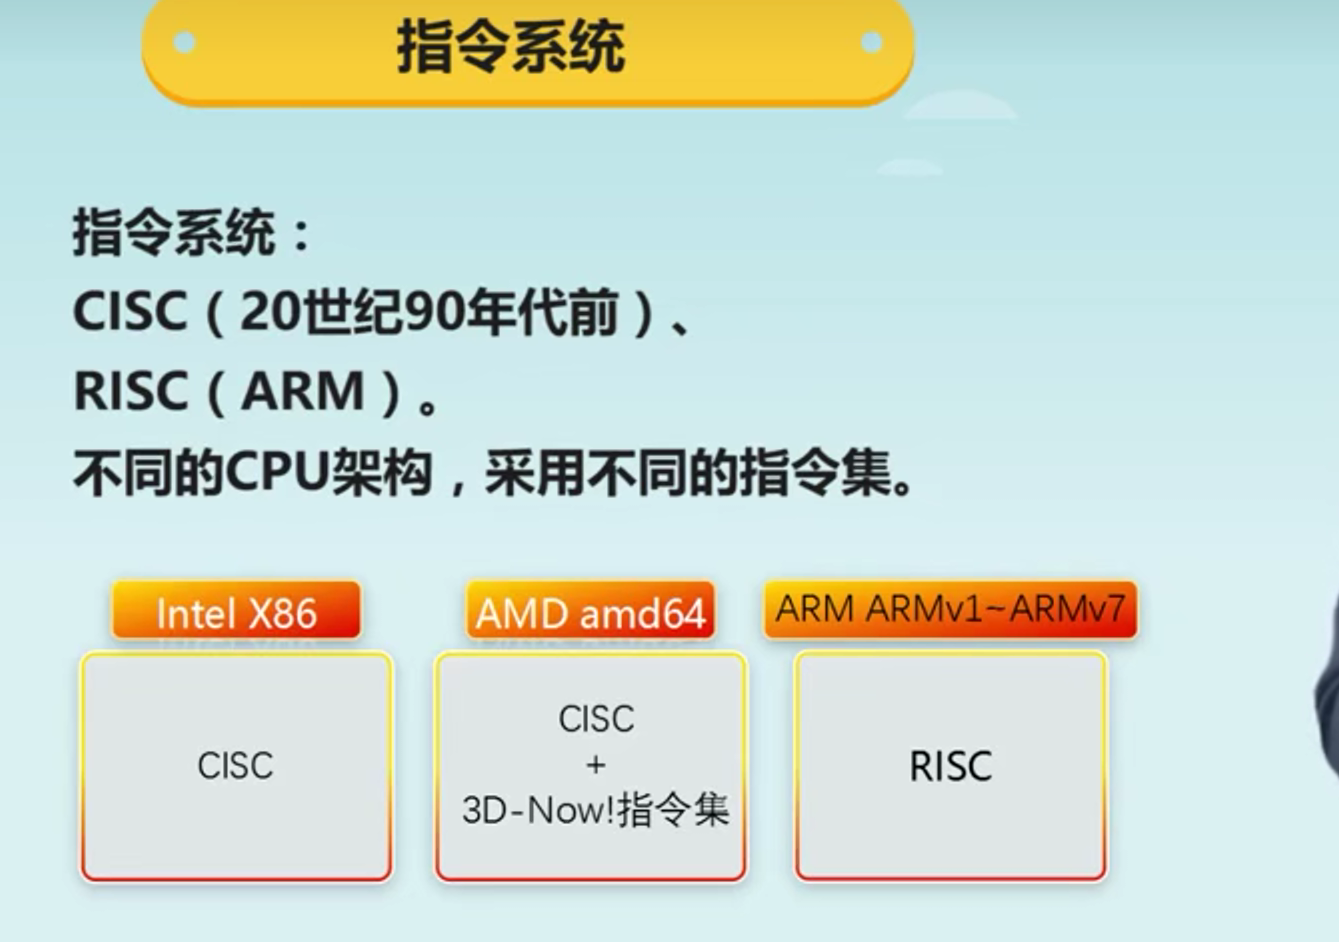 指令系统
指令系统：
CISC（20世纪90年代前）、
RISC（ARM）。
不同的CPU架构，采用不同的指令集。
Intel X86
AMD amd64
ARM ARMv1~ARMv7
CISC
CISC
+
3D-Now!指令集
RISC